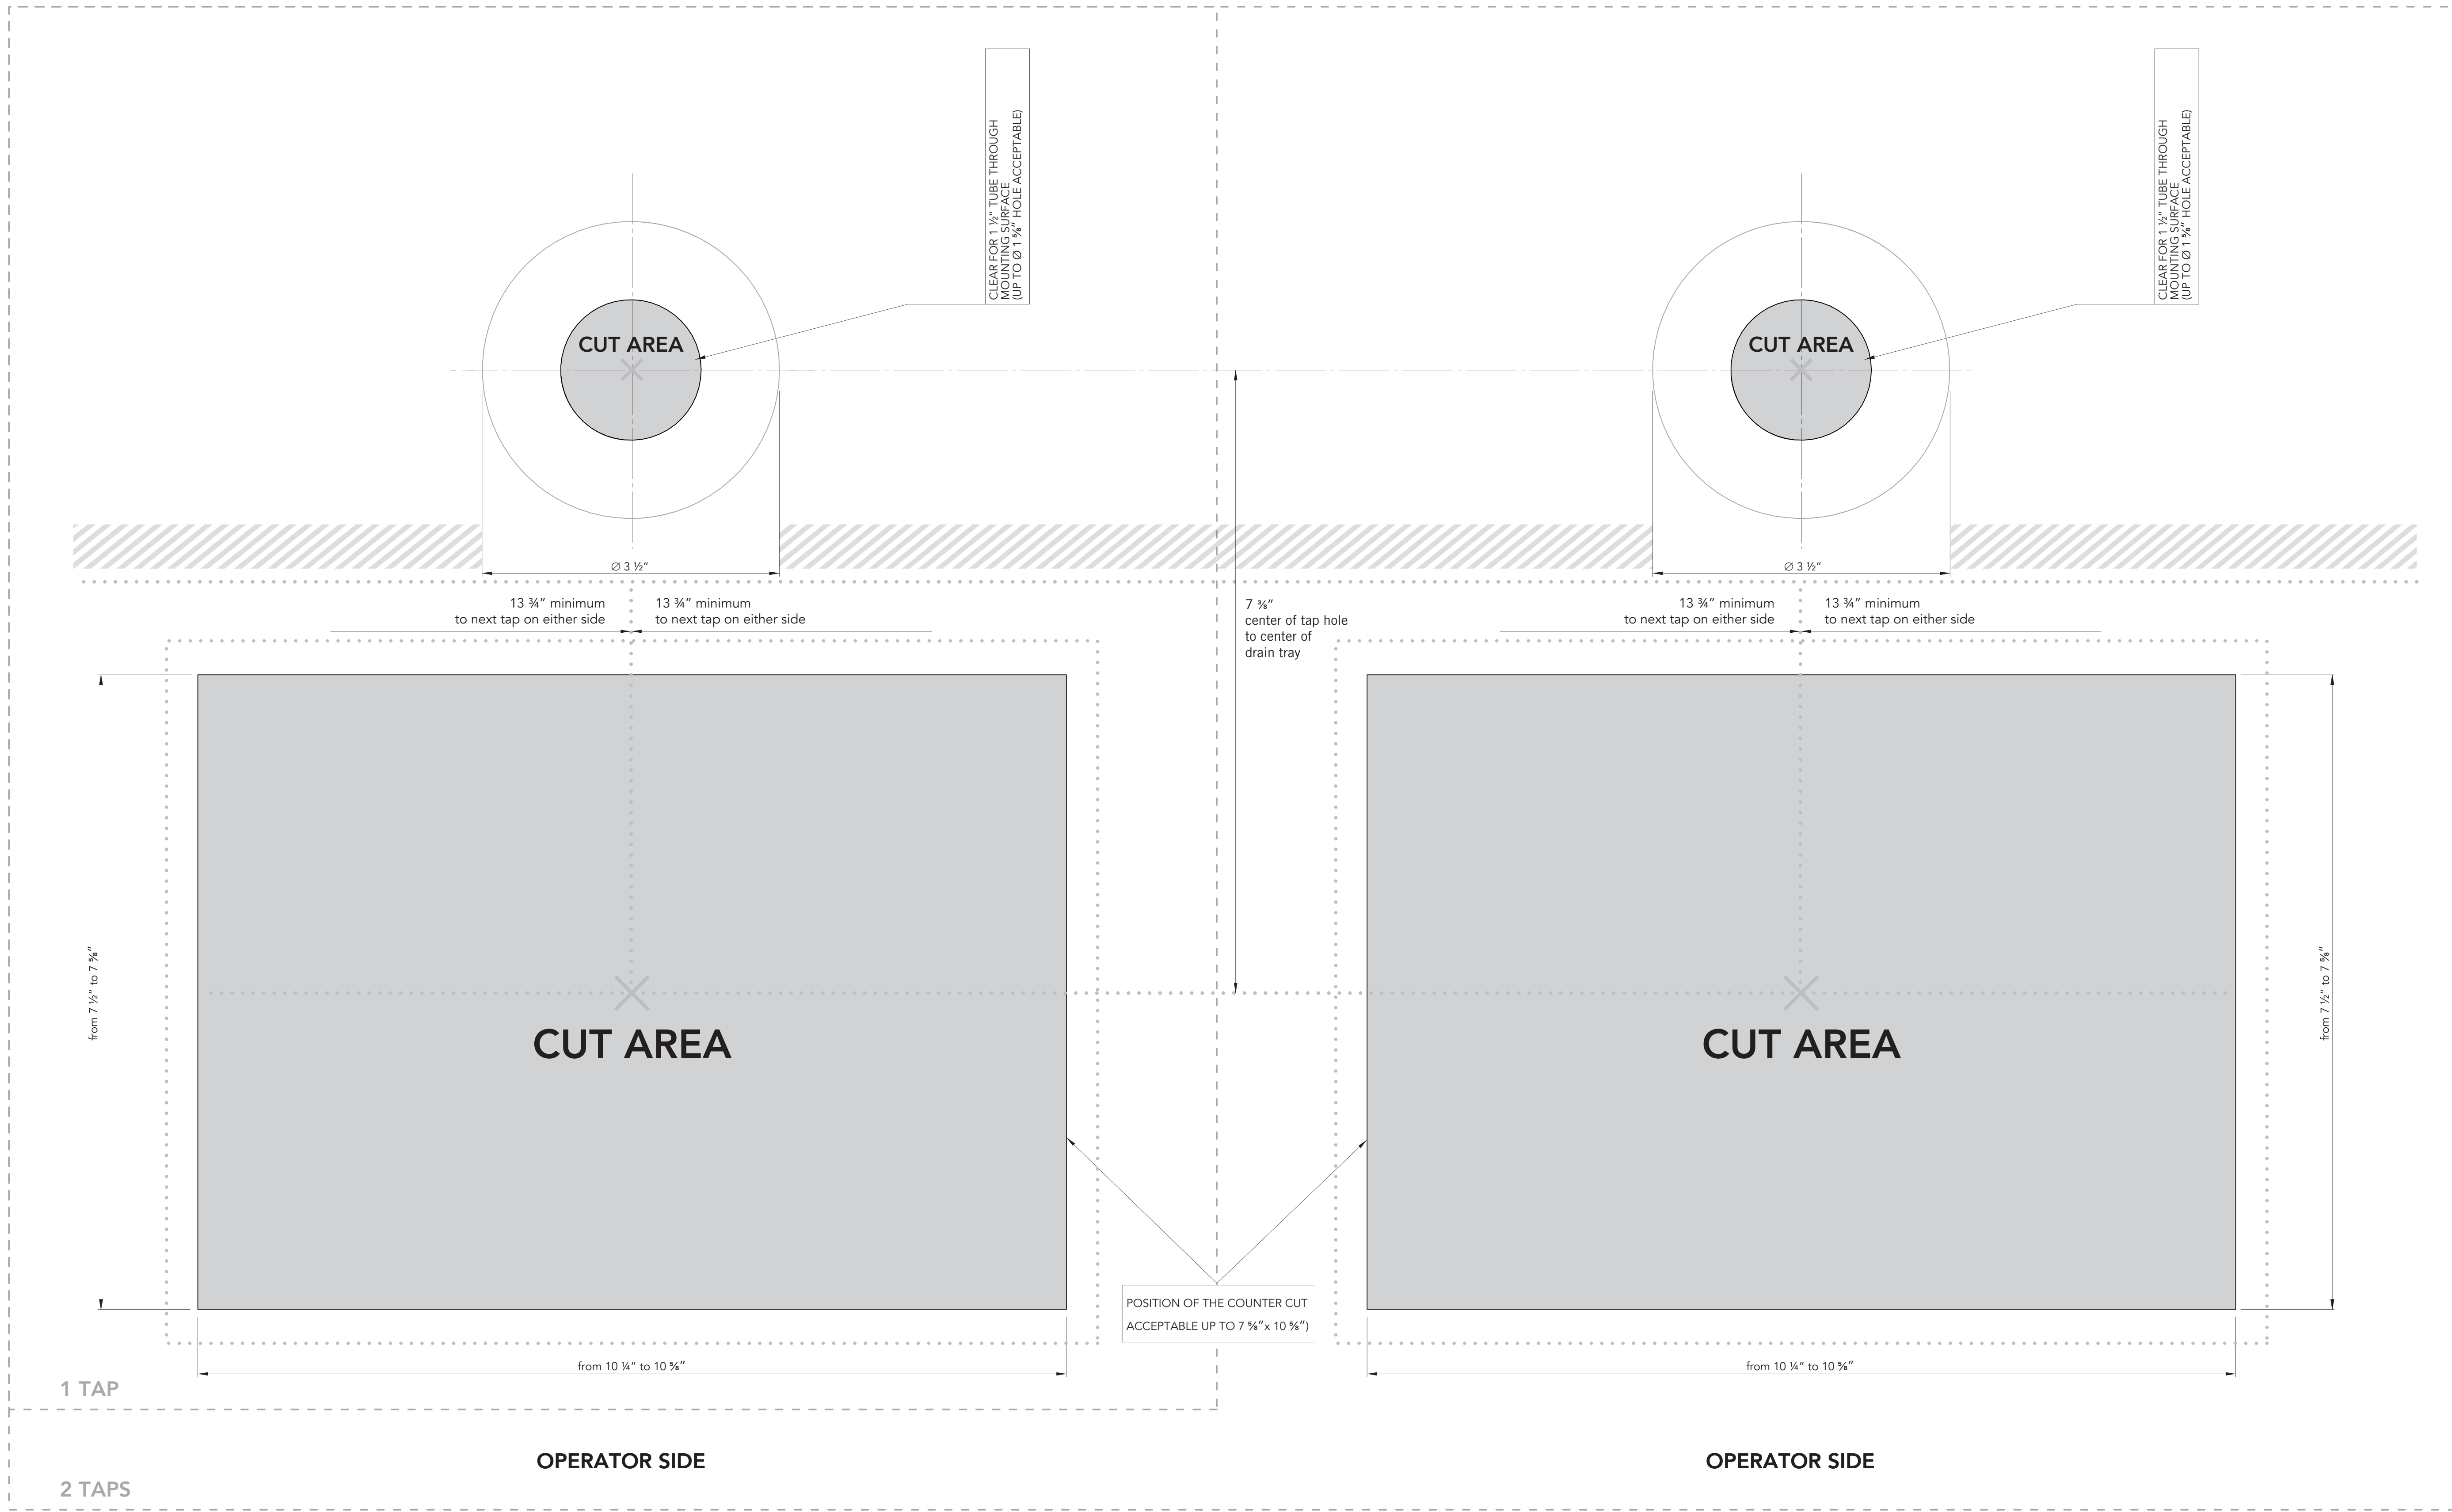 CLEAR FOR 1 ½" TUBE THROUGH
MOUNTING SURFACE
(UP TO Ø 1 ⅝" HOLE ACCEPTABLE)
CLEAR FOR 1 ½" TUBE THROUGH
MOUNTING SURFACE
(UP TO Ø 1 ⅝" HOLE ACCEPTABLE)
CUT AREA
CUT AREA
Ø 3 ½"
Ø 3 ½"
13 ¾" minimum
to next tap on either side
13 ¾" minimum
to next tap on either side
7 ⅜"
center of tap hole
to center of
drain tray
13 ¾" minimum
to next tap on either side
13 ¾" minimum
to next tap on either side
from 7 ½" to 7 ⅝"
CUT AREA
CUT AREA
from 7 ½" to 7 ⅝"
POSITION OF THE COUNTER CUT
ACCEPTABLE UP TO 7 ⅝"x 10 ⅝")
from 10 ¼" to 10 ⅝"
from 10 ¼" to 10 ⅝"
1 TAP
OPERATOR SIDE
OPERATOR SIDE
2 TAPS